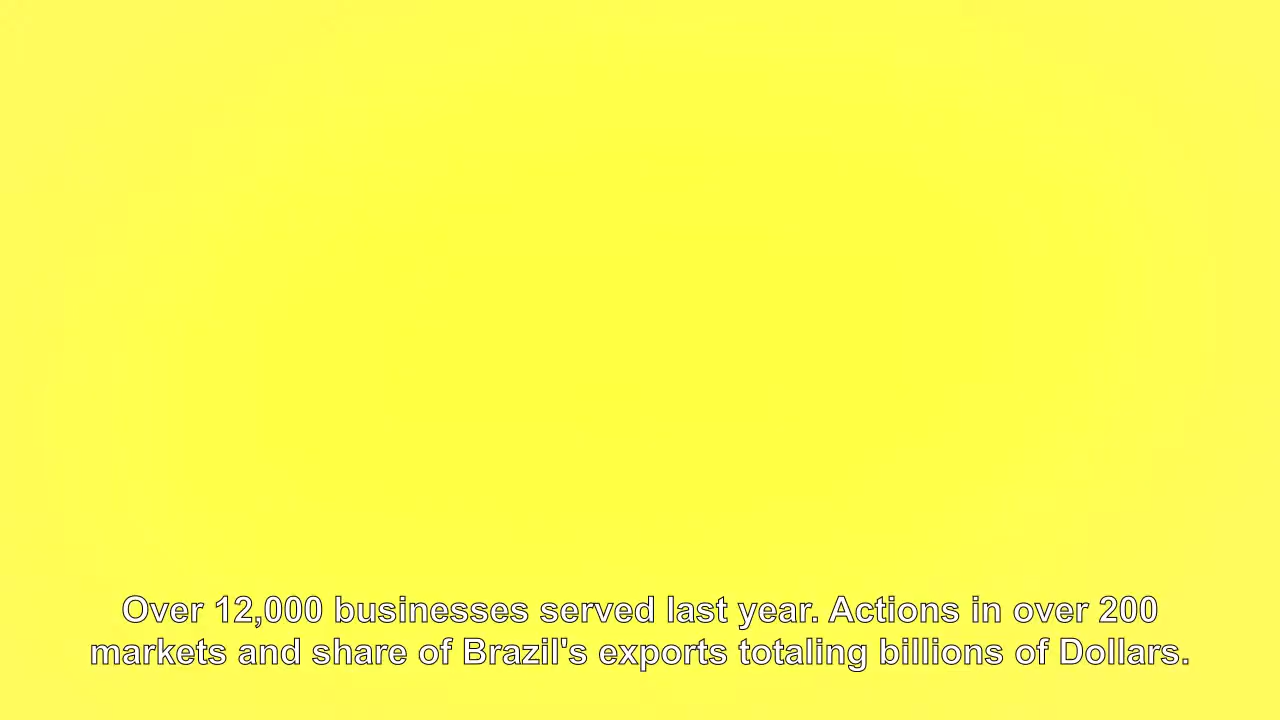 Over 12,000 businesses served last year. Actions in over 200
markets and share of Brazil's exports totaling billions of Dollars.